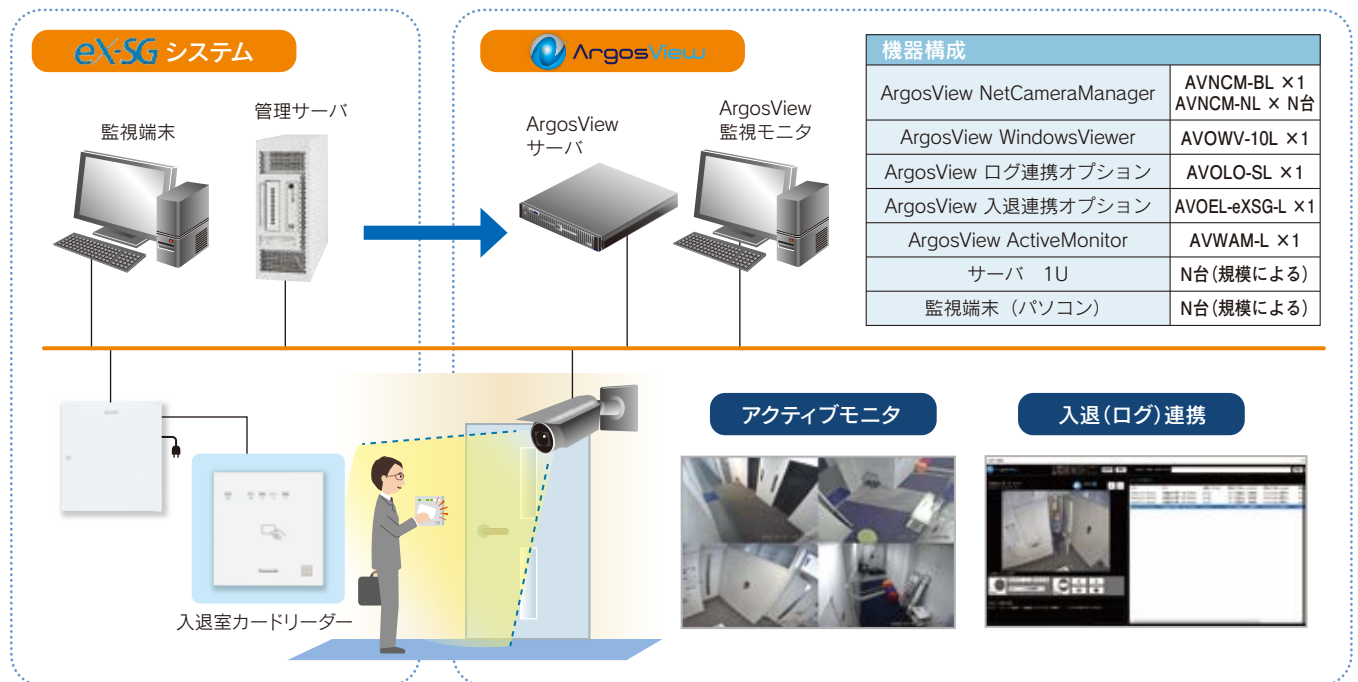 eX-SG システム
監視端末
管理サーバ
ArgosView
ArgosView
サーバ
ArgosView
監視モニタ
機器構成
ArgosView NetCameraManager
AVNCM-BL ×1
AVNCM-NL × N台
ArgosView WindowsViewer
AVOWV-10L ×1
ArgosView ログ連携オプション
AVOLO-SL ×1
ArgosView 入退連携オプション
AVOEL-eXSG-L ×1
ArgosView ActiveMonitor
AVWAM-L ×1
サーバ　1U
N台(規模による)
監視端末（パソコン）
N台(規模による)
Panasonic
入退室カードリーダー
アクティブモニタ
入退(ログ)連携
ArgosView